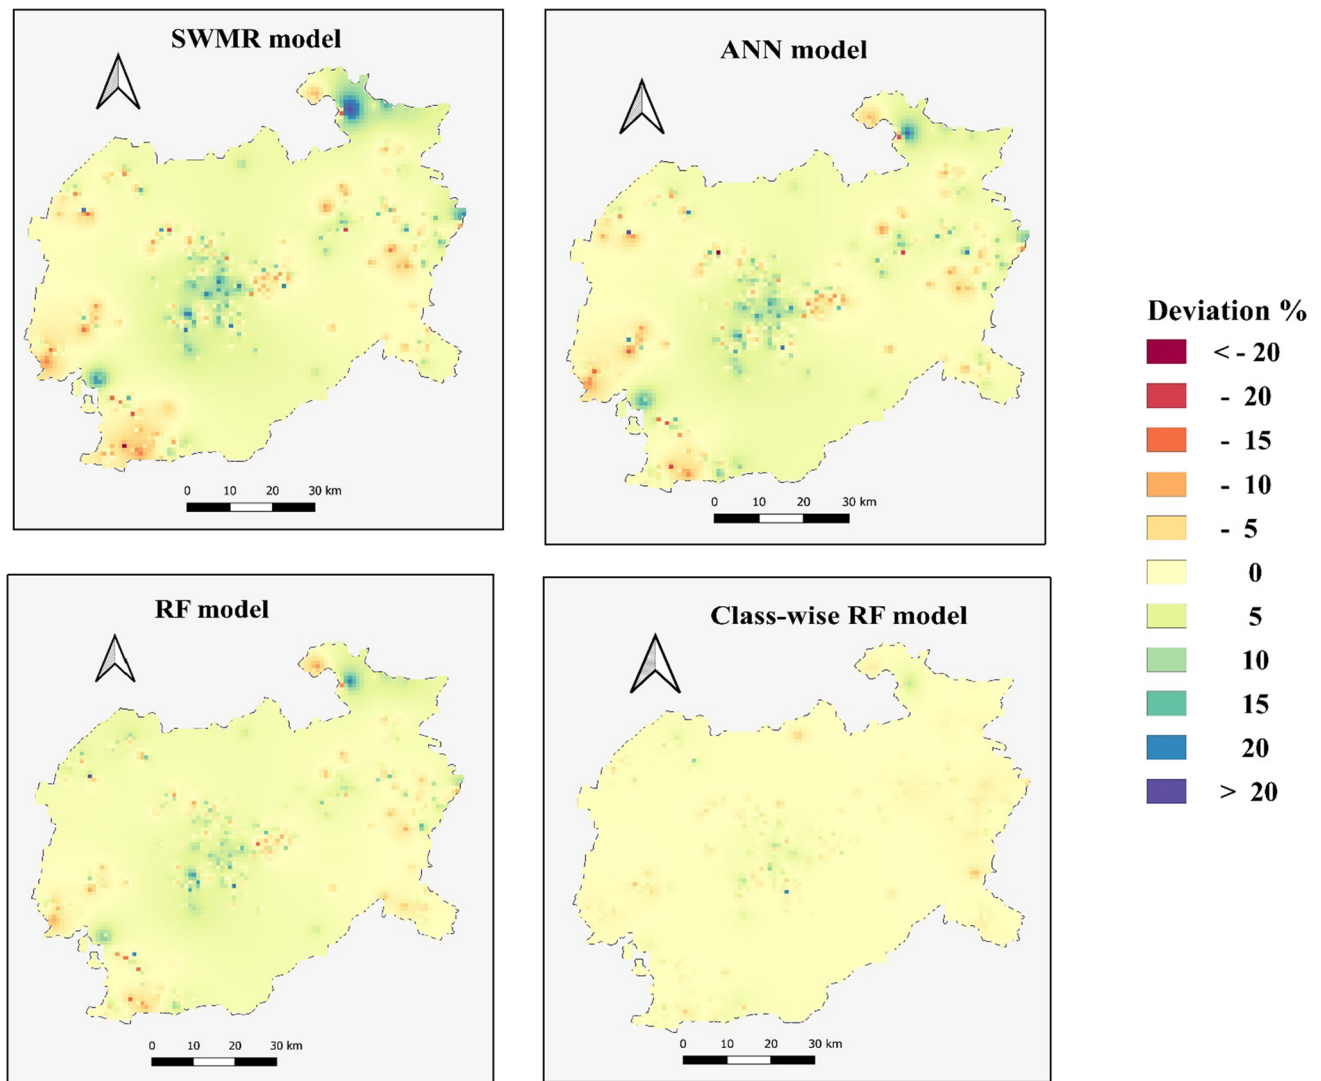 SWMR model
0 10 20 30 km
ANN model
0 10 20 30 km
RF model
0 10 20 30 km
Class-wise RF model
0 10 20 30 km
Deviation %
< - 20
- 20
- 15
- 10
- 5
0
5
10
15
20
> 20